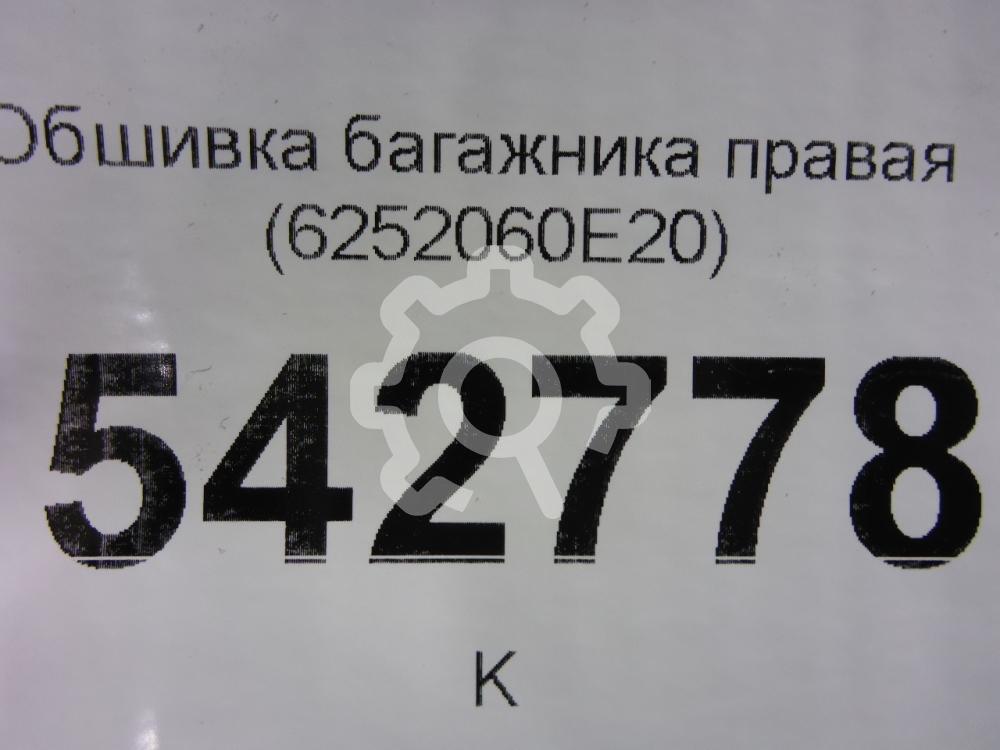 Обшивка багажника правая
(6252060E20)
542778
K